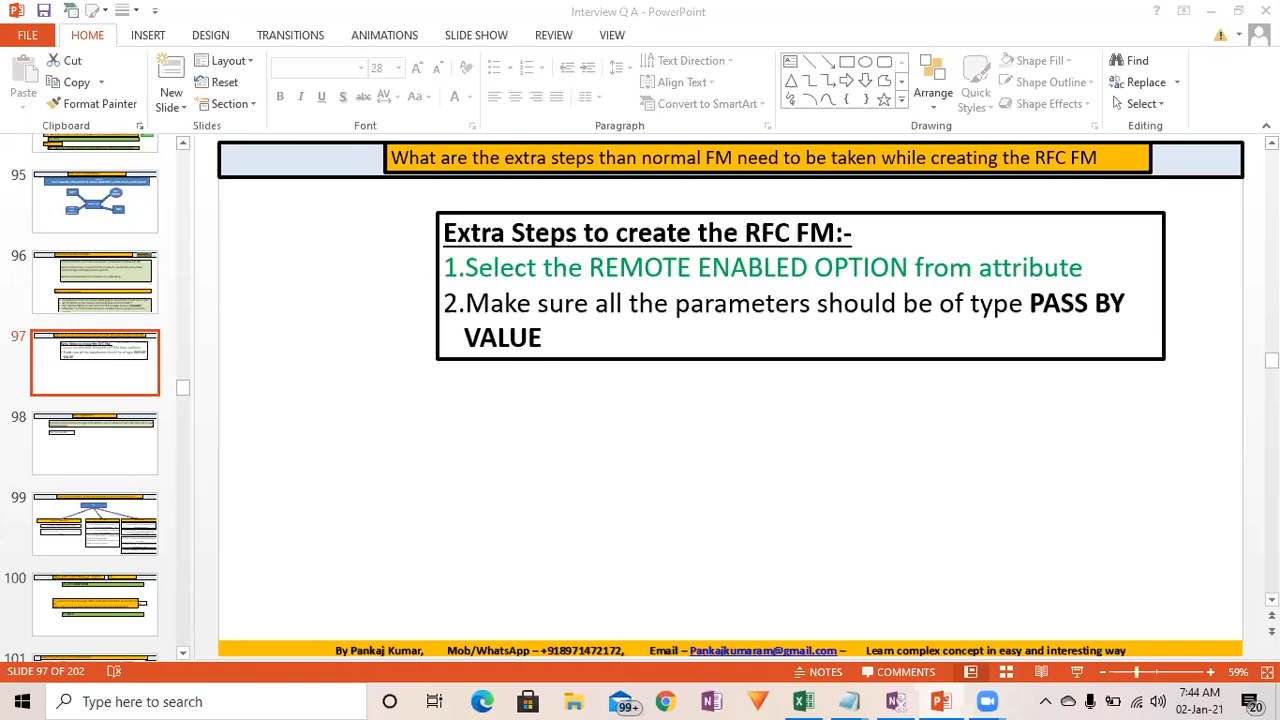 Interview Q A - PowerPoint
FILE HOME INSERT DESIGN TRANSITIONS ANIMATIONS SLIDE SHOW REVIEW VIEW
Paste
Cut
Copy
Format Painter
Clipboard
New Slide
Layout
Reset
Section
Slides
28
B I U S abc AV Aa A
Font
Text Direction
Align Text
Convert to SmartArt
Paragraph
Arrange
Quick Styles
Shape Fill
Shape Outline
Shape Effects
Drawing
Find
Replace
Select
Editing
95
96
97
98
99
100
101
What are the extra steps than normal FM need to be taken while creating the RFC FM
Extra Steps to create the RFC FM:-
1.Select the REMOTE ENABLED OPTION from attribute
2.Make sure all the parameters should be of type PASS BY
VALUE
By Pankaj Kumar, Mob/WhatsApp – +918971472172, Email – Pankajkumaram@gmail.com – Learn complex concept in easy and interesting way
SLIDE 97 OF 202 NOTES COMMENTS 59%
Type here to search
99+
7:44 AM
02-Jan-21
20